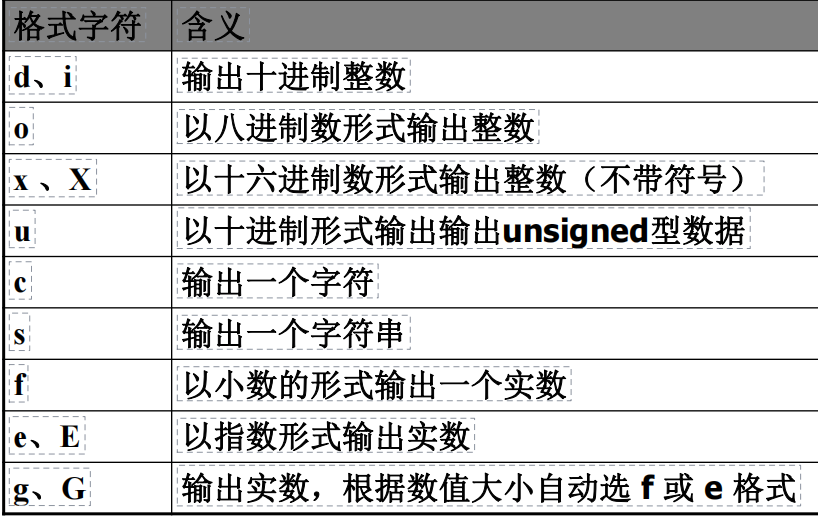 格式字符 含义
d、i 输出十进制整数
o 以八进制数形式输出整数
x 、X 以十六进制数形式输出整数（不带符号）
u 以十进制形式输出输出unsigned型数据
c 输出一个字符
s 输出一个字符串
f 以小数的形式输出一个实数
e、E 以指数形式输出实数
g、G 输出实数，根据数值大小自动选 f 或 e 格式